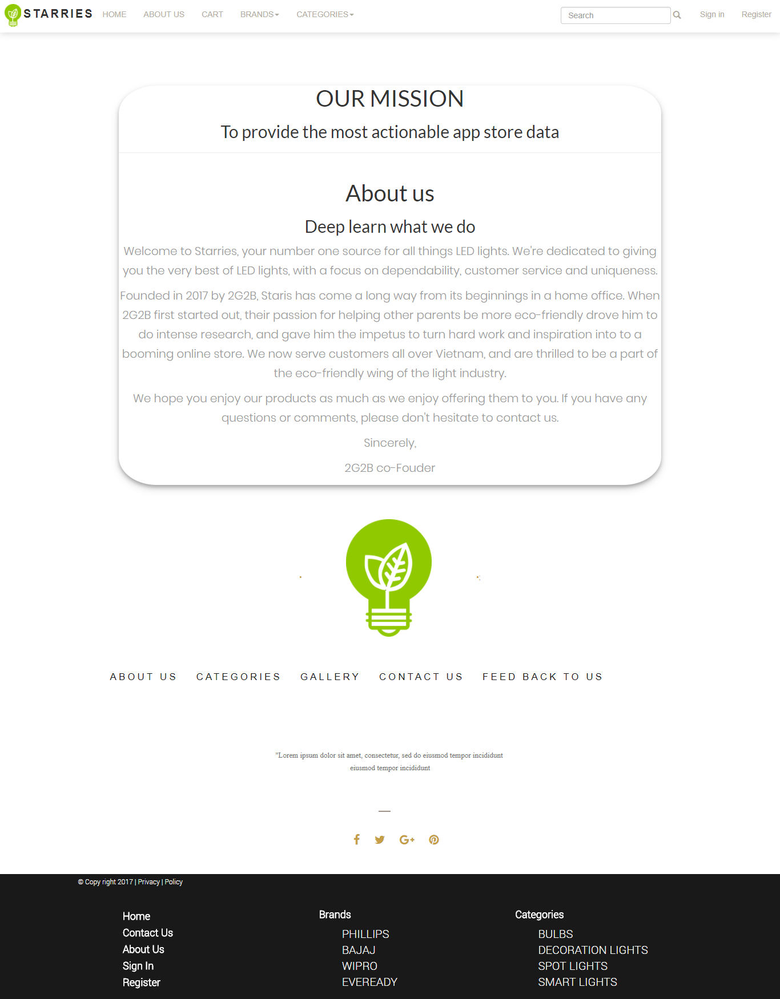 STARRIES HOME ABOUT US CART BRANDS CATEGORIES Search Sign in Register
OUR MISSION
To provide the most actionable app store data
About us
Deep learn what we do
Welcome to Starries, your number one source for all things LED lights. We're dedicated to giving
you the very best of LED lights, with a focus on dependability, customer service and uniqueness.
Founded in 2017 by 2G2B, Staris has come a long way from its beginnings in a home office. When
2G2B first started out, their passion for helping other parents be more eco-friendly drove him to
do intense research, and gave him the impetus to turn hard work and inspiration into to a
booming online store. We now serve customers all over Vietnam, and are thrilled to be a part of
the eco-friendly wing of the light industry.
We hope you enjoy our products as much as we enjoy offering them to you. If you have any
questions or comments, please don't hesitate to contact us.
Sincerely,
2G2B co-Fouder
ABOUT US CATEGORIES GALLERY CONTACT US FEED BACK TO US
"Lorem ipsum dolor sit amet, consectetur, sed do eiusmod tempor incididunt
eiusmod tempor incididunt
© Copy right 2017 | Privacy | Policy
Home
Contact Us
About Us
Sign In
Register
Brands
PHILLIPS
BAJAJ
WIPRO
EVEREADY
Categories
BULBS
DECORATION LIGHTS
SPOT LIGHTS
SMART LIGHTS